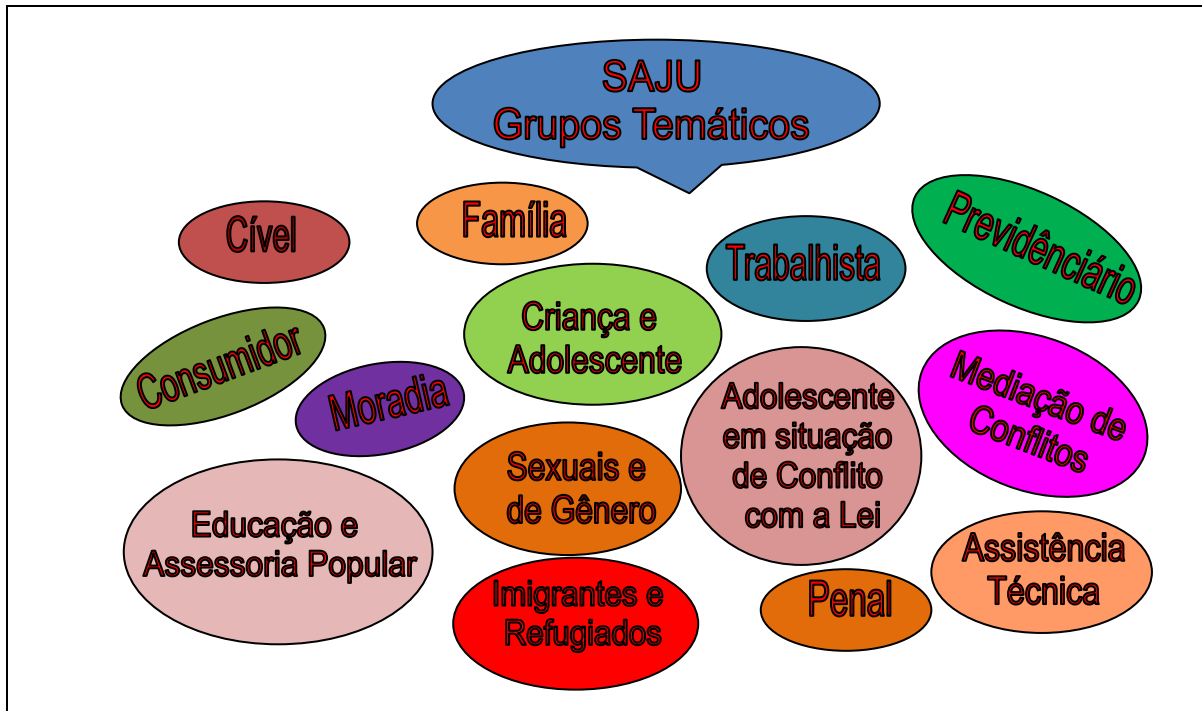 SAJU
Grupos Temáticos
Cível
Família
Trabalhista
Previdênciário
Consumidor
Moradia
Criança e
Adolescente
Adolescente
em situação
de Conflito
com a Lei
Mediação de
Conflitos
Educação e
Assessoria Popular
Sexuais e
de Gênero
Imigrantes e
Refugiados
Penal
Assistência
Técnica